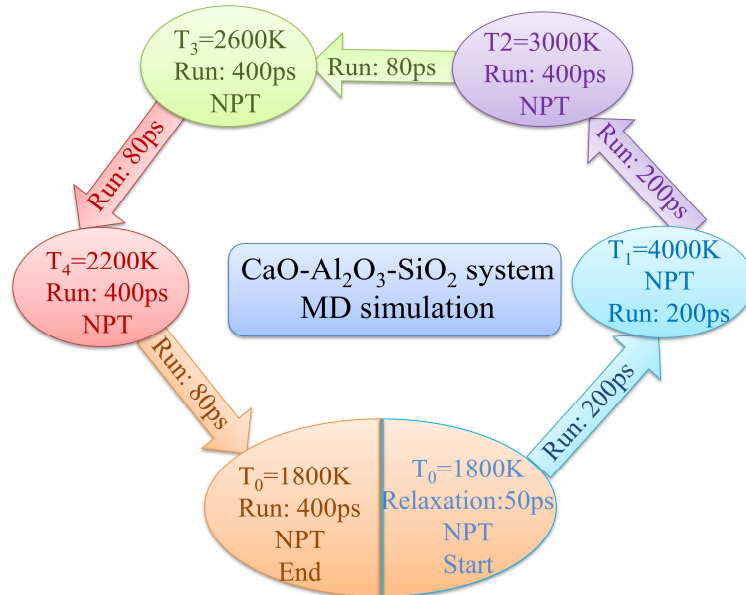 T₃=2600K
Run: 400ps
NPT
Run: 80ps
T2=3000K
Run: 400ps
NPT
Run: 80ps
Run: 200ps
T₄=2200K
Run: 400ps
NPT
CaO-Al₂O₃-SiO₂ system
MD simulation
T₁=4000K
NPT
Run: 200ps
Run: 80ps
Run: 200ps
T₀=1800K
Run: 400ps
NPT
End
T₀=1800K
Relaxation:50ps
NPT
Start